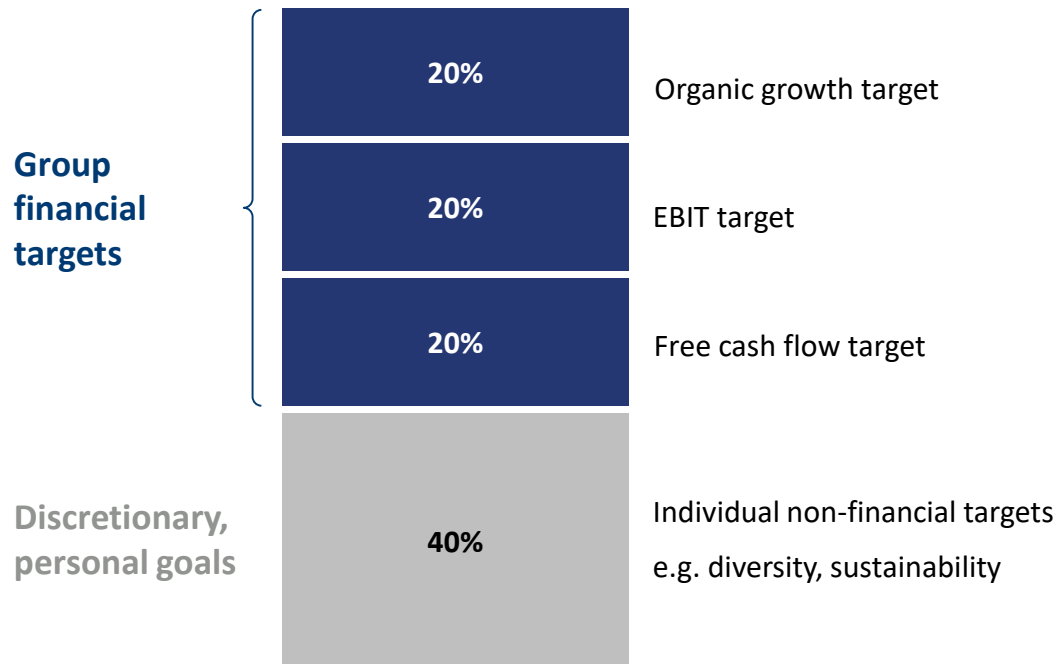 20%
Organic growth target
Group
financial
targets
20%
EBIT target
20%
Free cash flow target
Discretionary,
personal goals
40%
Individual non-financial targets
e.g. diversity, sustainability